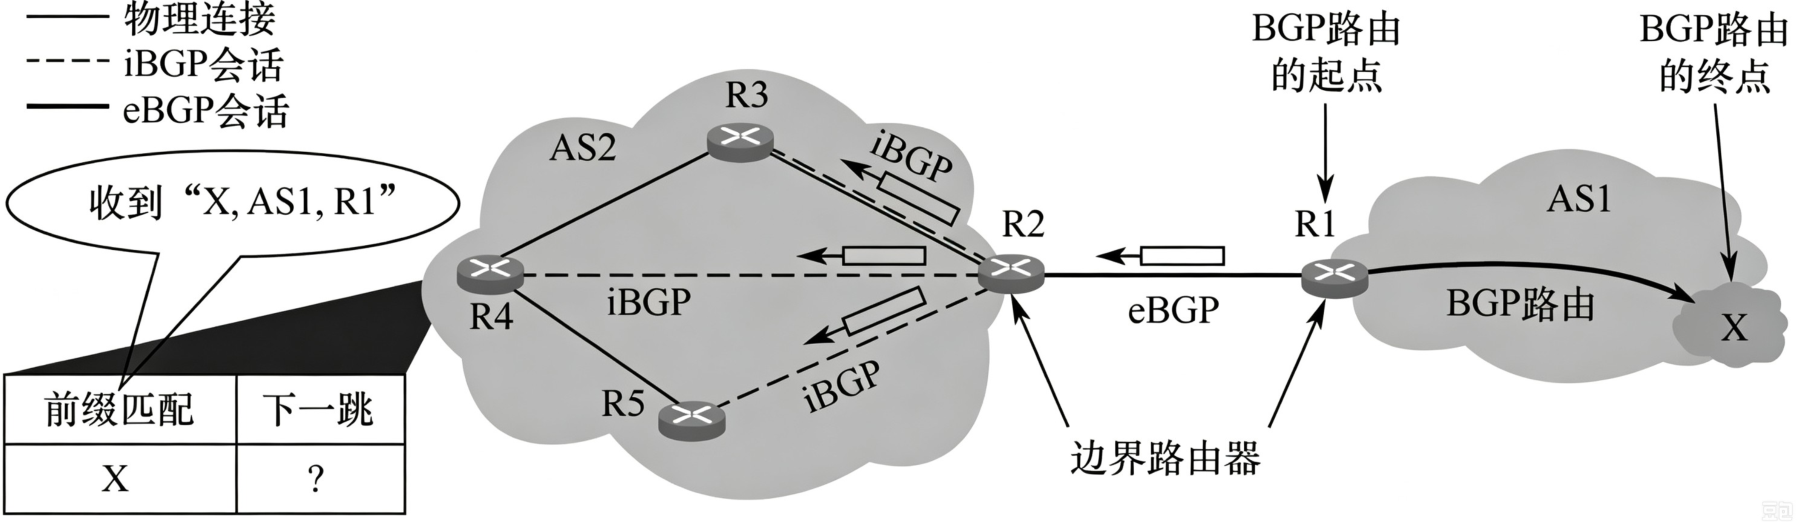 物理连接
iBGP会话
eBGP会话
收到“X, AS1, R1”
前缀匹配
下一跳
X
?
AS2
R3
R4
R5
R2
iBGP
iBGP
iBGP
eBGP
BGP路由
的起点
R1
边界路由器
AS1
BGP路由
X
BGP路由
的终点
豆包